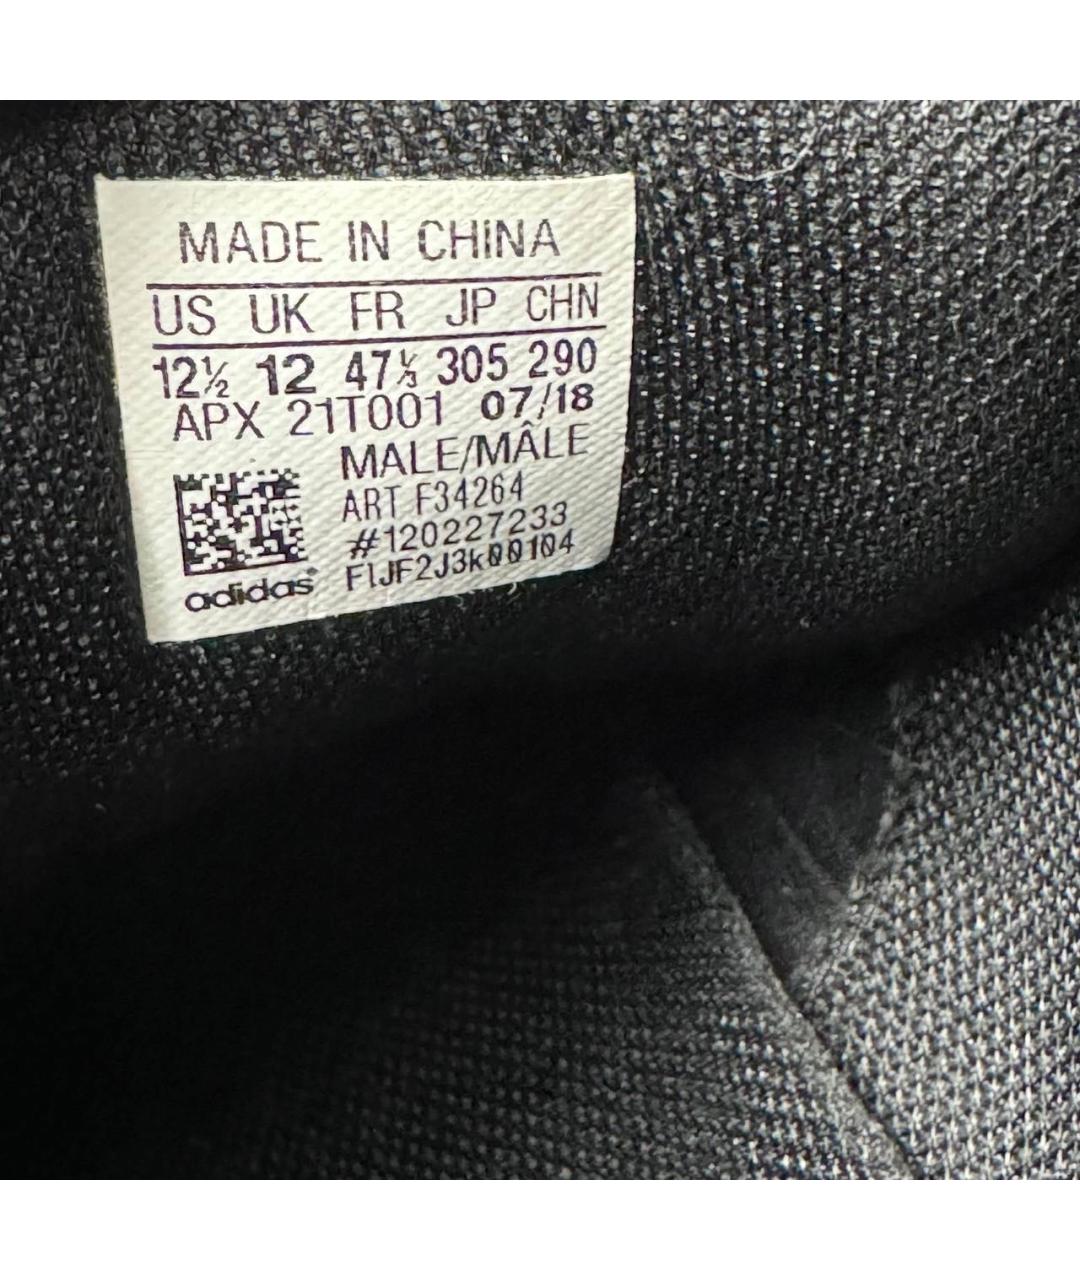 MADE IN CHINA
US UK FR JP CHN
12½ 12 47⅓ 305 290
APX 21T001 07/18
MALE/MÂLE
ART F34264
#120227233
F1JF2J3K00104
adidas®